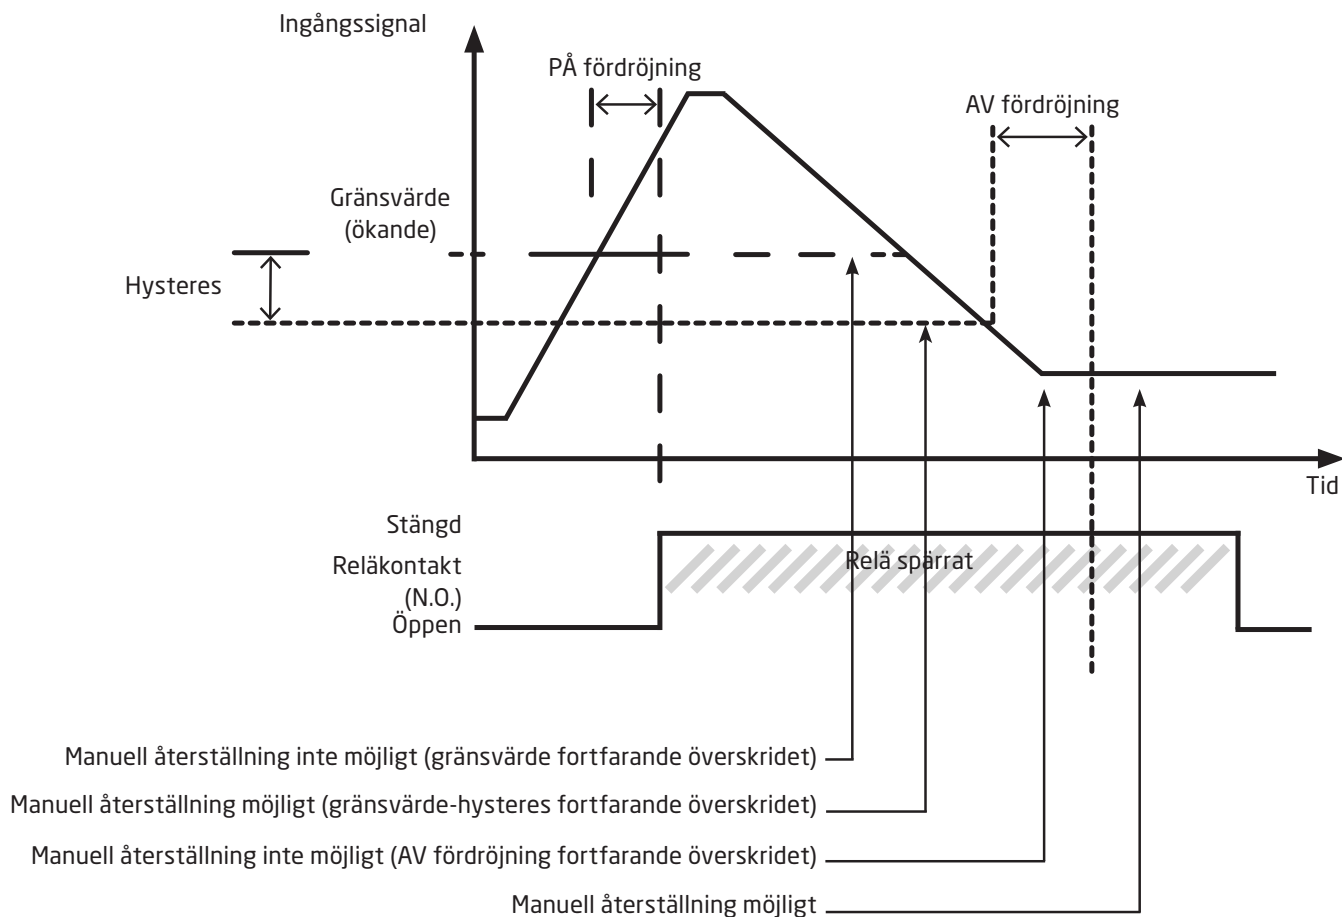 Ingångssignal
PÅ fördröjning
AV fördröjning
Gränsvärde
(ökande)
Hysteres
Tid
Stängd
Reläkontakt
(N.O.)
Öppen
Relä spärrat
Manuell återställning inte möjligt (gränsvärde fortfarande överskridet)
Manuell återställning möjligt (gränsvärde-hysteres fortfarande överskridet)
Manuell återställning inte möjligt (AV fördröjning fortfarande överskridet)
Manuell återställning möjligt